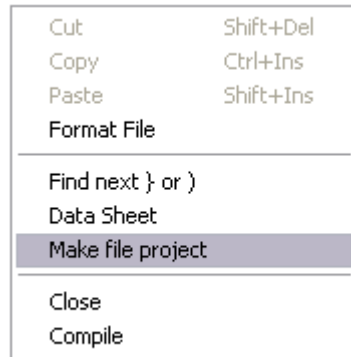 Cut Shift+Del
Copy Ctrl+Ins
Paste Shift+Ins
Format File
Find next } or )
Data Sheet
Make file project
Close
Compile